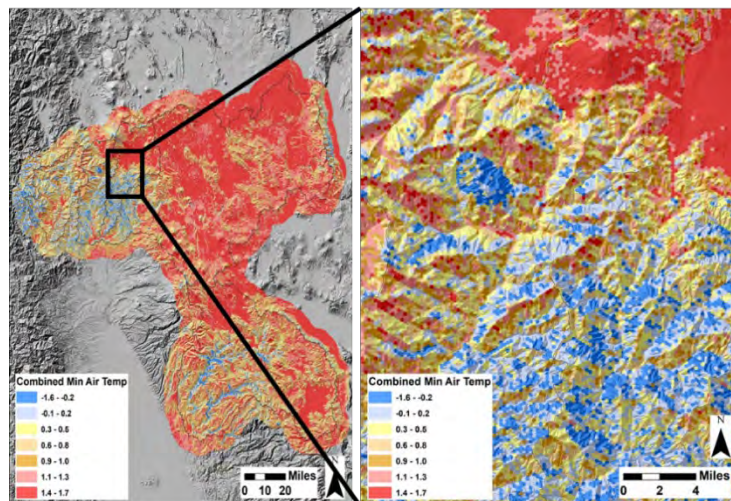 Combined Min Air Temp
-1.6 - -0.2
-0.1 - 0.2
0.3 - 0.5
0.6 - 0.8
0.9 - 1.0
1.1 - 1.3
1.4 - 1.7
N
Miles
0 10 20
Combined Min Air Temp
-1.6 - -0.2
-0.1 - 0.2
0.3 - 0.5
0.6 - 0.8
0.9 - 1.0
1.1 - 1.3
1.4 - 1.7
N
Miles
0 2 4